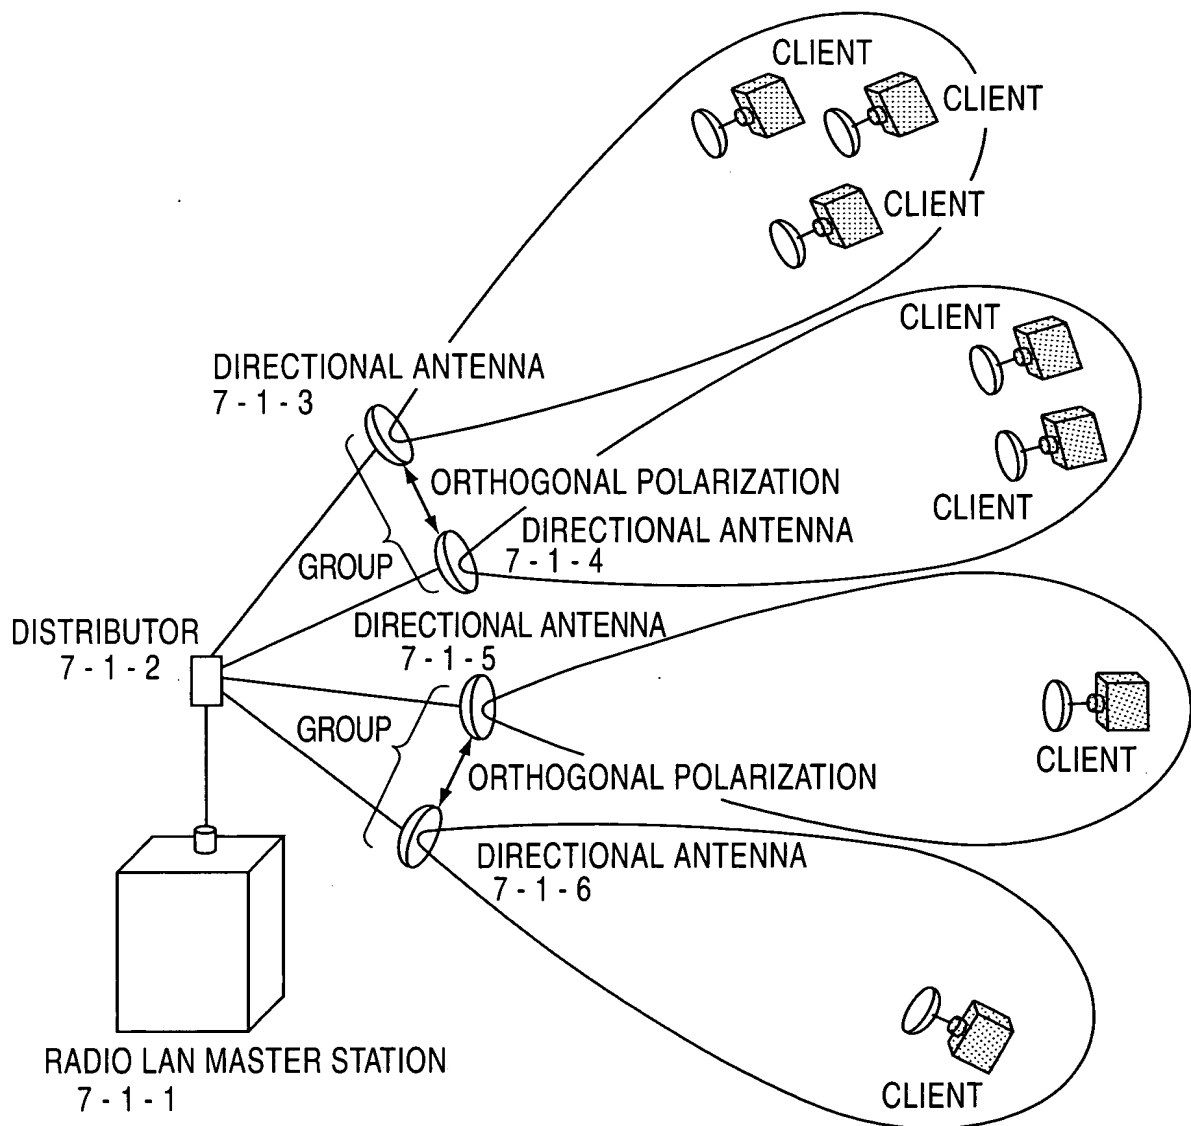 CLIENT
CLIENT
CLIENT
CLIENT
DIRECTIONAL ANTENNA
7 - 1 - 3
ORTHOGONAL POLARIZATION
CLIENT
DIRECTIONAL ANTENNA
7 - 1 - 4
GROUP
DISTRIBUTOR
7 - 1 - 2
DIRECTIONAL ANTENNA
7 - 1 - 5
GROUP
CLIENT
ORTHOGONAL POLARIZATION
DIRECTIONAL ANTENNA
7 - 1 - 6
RADIO LAN MASTER STATION
7 - 1 - 1
CLIENT